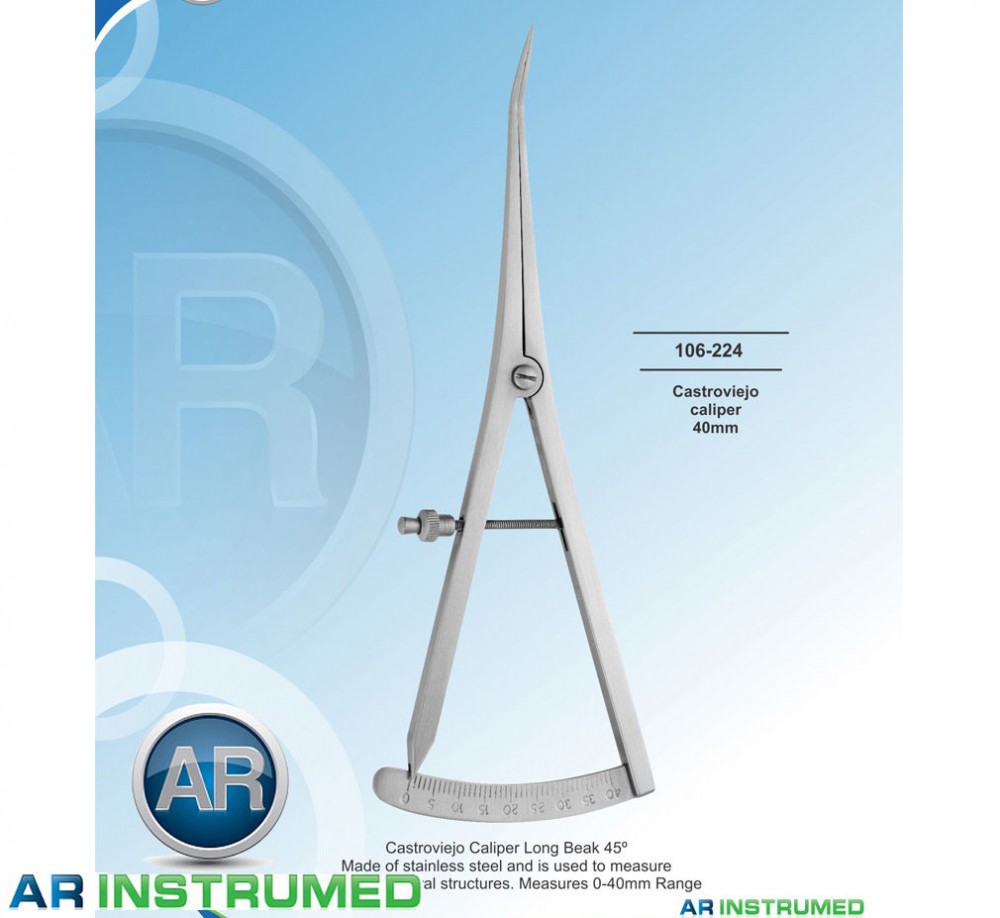 AR
106-224
Castroviejo
caliper
40mm
AR
0 5 10 15 20 25 30 35 40
Castroviejo Caliper Long Beak 45º
Made of stainless steel and is used to measure
structures. Measures 0-40mm Range
AR INSTRUMED
AR INSTRUMED